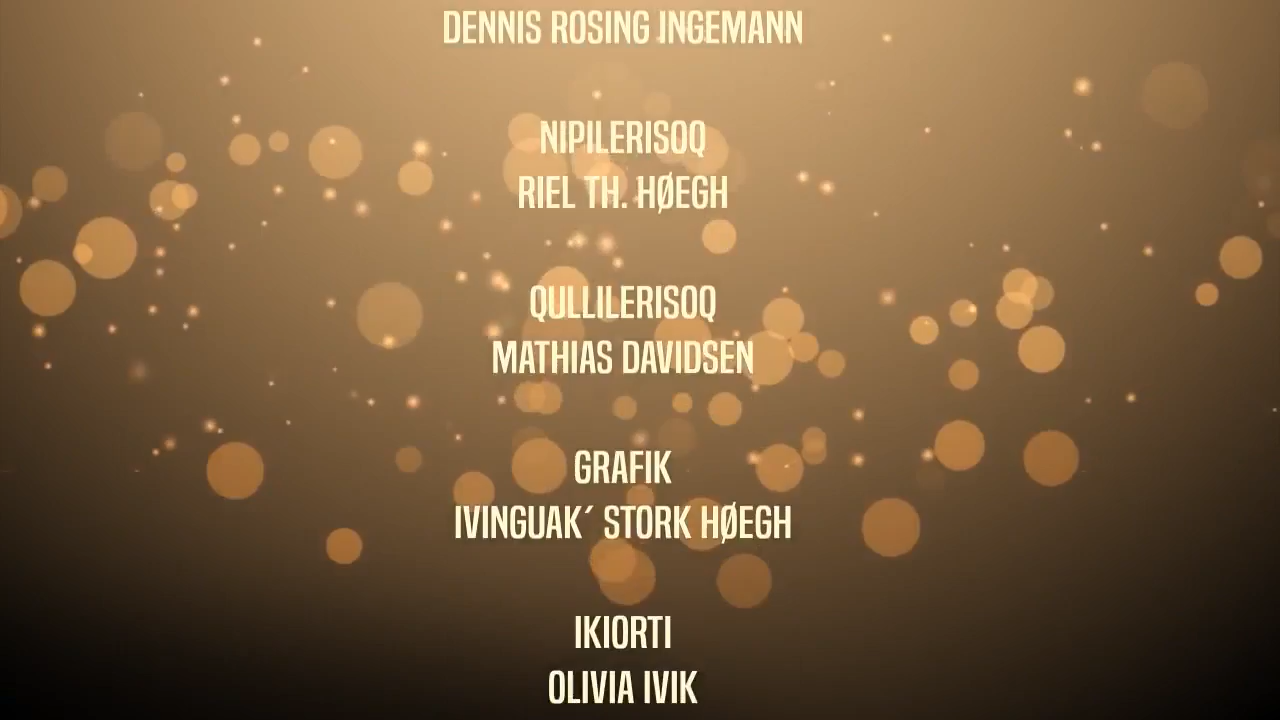 DENNIS ROSING INGEMANN
NIPILERISOQ
RIEL TH. HØEGH
QULLILERISOQ
MATHIAS DAVIDSEN
GRAFIK
IVINGUAK´ STORK HØEGH
IKIORTI
OLIVIA IVIK